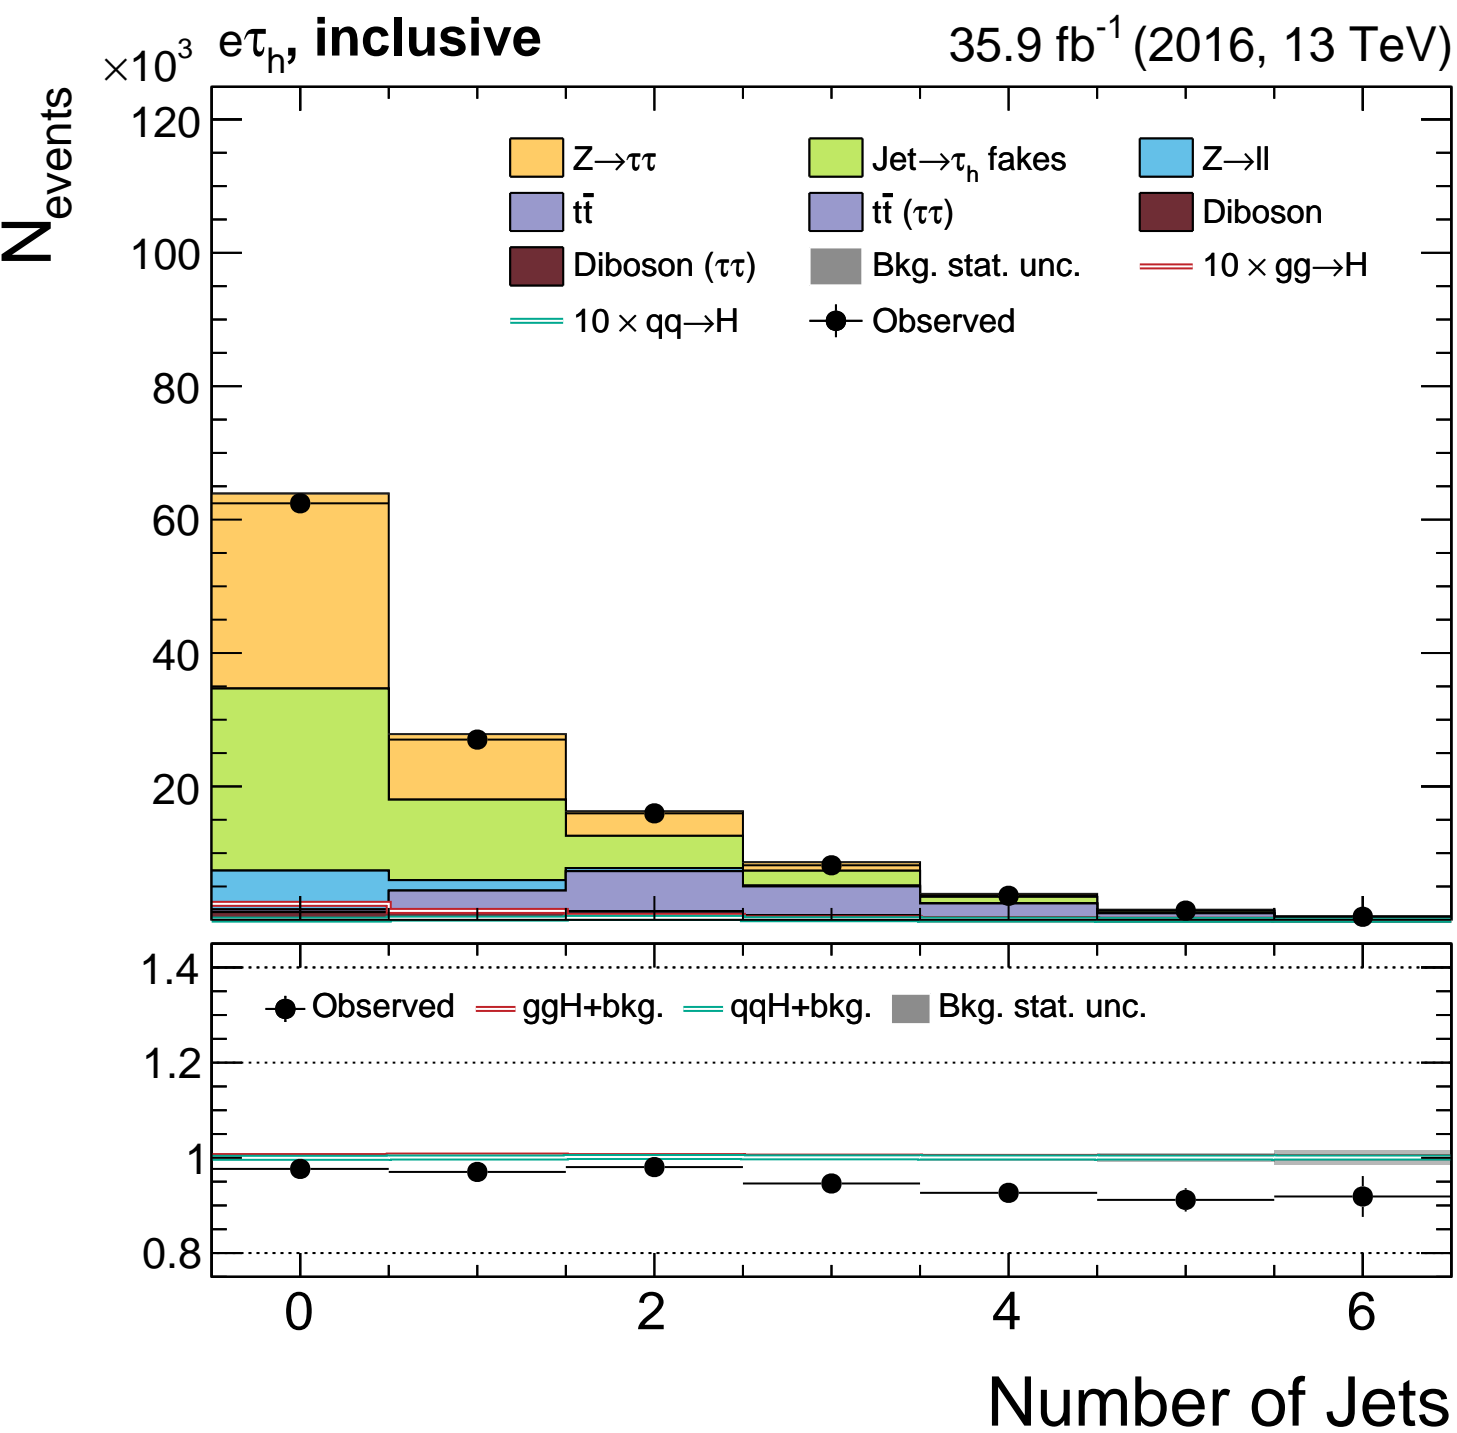 ×10³ eτₕ, inclusive 35.9 fb⁻¹ (2016, 13 TeV)
N_events
120
100
80
60
40
20
Z→ττ Jet→τₕ fakes Z→ll
tt̄ tt̄ (ττ) Diboson
Diboson (ττ) Bkg. stat. unc. 10 × gg→H
10 × qq→H Observed
1.4
1.2
1
0.8
Observed ggH+bkg. qqH+bkg. Bkg. stat. unc.
0 2 4 6
Number of Jets